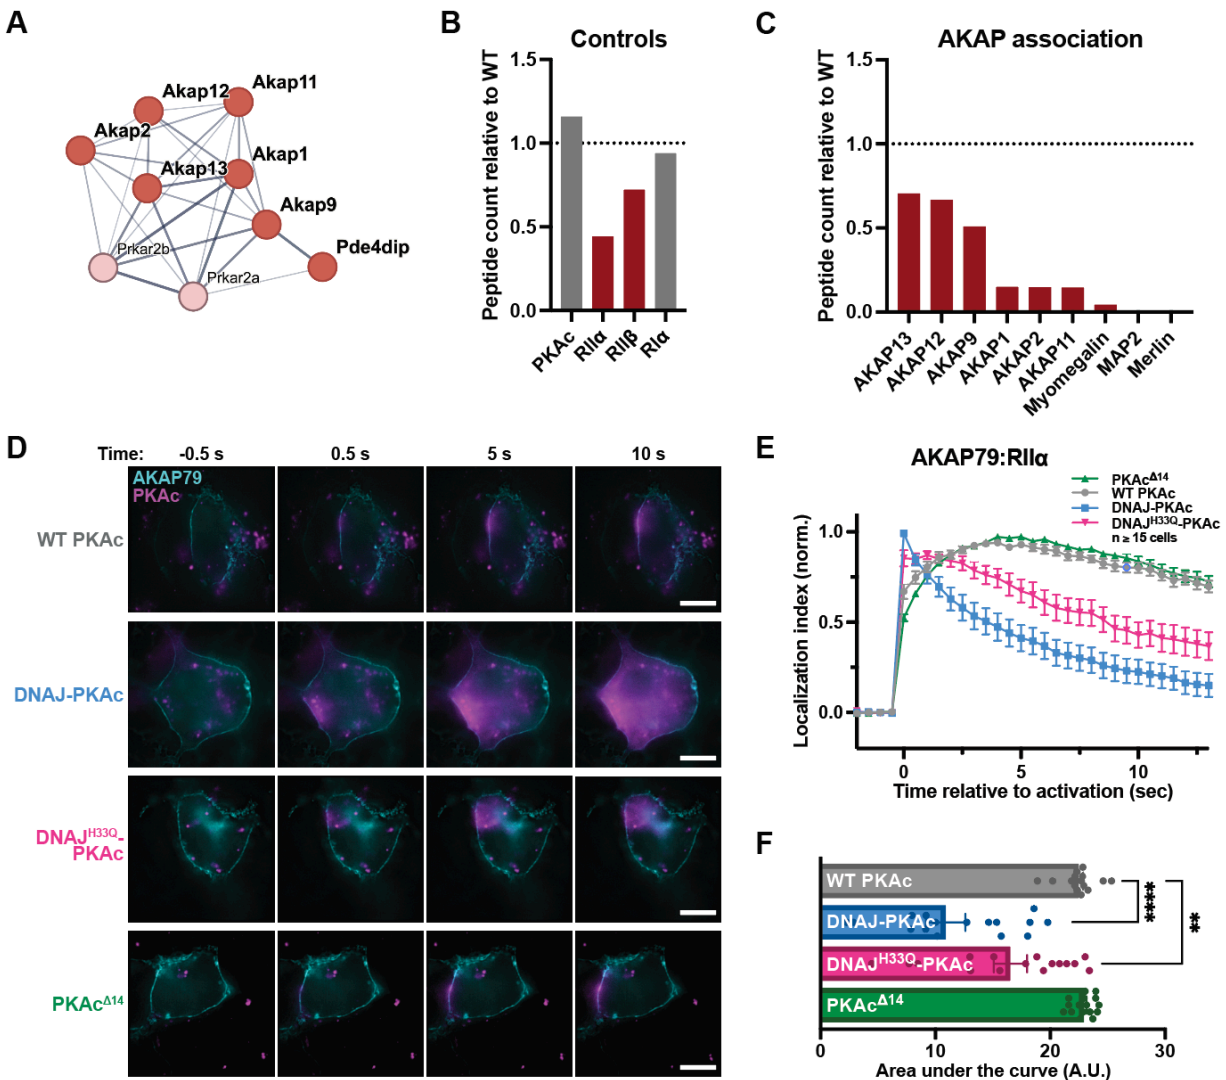 A
Akap12
Akap11
Akap2
Akap13
Akap1
Akap9
Prkar2b
Prkar2a
Pde4dip
B
Controls
Peptide count relative to WT
1.5
1.0
0.5
0.0
PKAc
RIIα
RIIβ
RIα
C
AKAP association
Peptide count relative to WT
1.5
1.0
0.5
0.0
AKAP13
AKAP12
AKAP9
AKAP1
AKAP2
AKAP11
Myomegalin
MAP2
Merlin
D
Time: -0.5 s 0.5 s 5 s 10 s
AKAP79
PKAc
WT PKAc
DNAJ-PKAc
DNAJH33Q-
PKAc
PKAcΔ14
E
AKAP79:RIIα
PKAcΔ14
WT PKAc
DNAJ-PKAc
DNAJH33Q-PKAc
n ≥ 15 cells
Localization index (norm.)
1.0
0.5
0.0
0 5 10
Time relative to activation (sec)
F
WT PKAc
DNAJ-PKAc
DNAJH33Q-PKAc
PKAcΔ14
****
**
0 10 20 30
Area under the curve (A.U.)